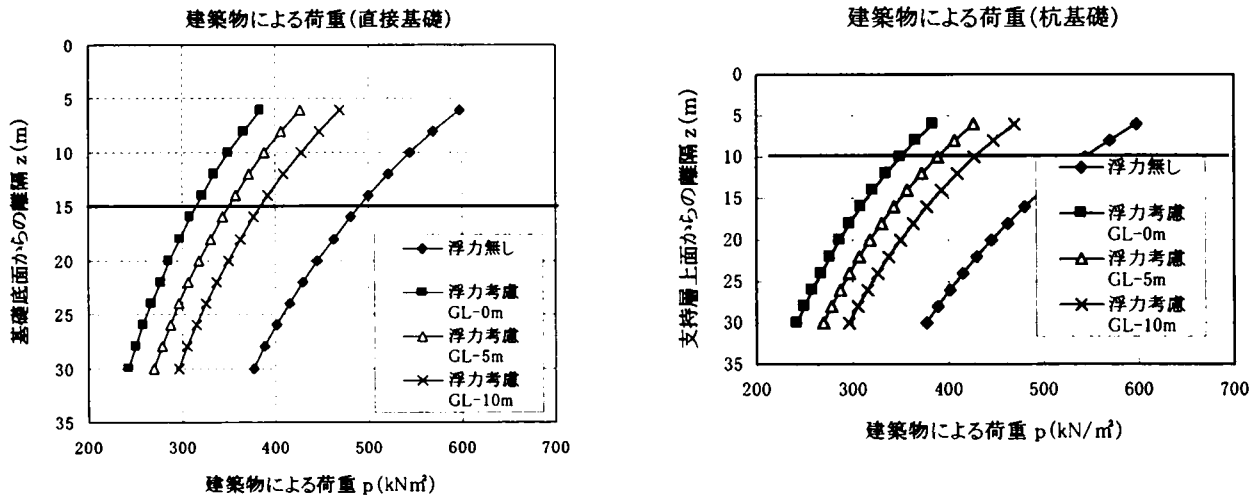 建築物による荷重(直接基礎)
0
5
10
15
20
25
30
35
200 300 400 500 600 700
基礎底面からの離隔 z(m)
建築物による荷重 p(kNm²)
浮力無し
浮力考慮
GL-0m
浮力考慮
GL-5m
浮力考慮
GL-10m
建築物による荷重(杭基礎)
0
5
10
15
20
25
30
35
200 300 400 500 600 700
支持層上面からの離隔 z(m)
建築物による荷重 p(kN/㎡)
浮力無し
浮力考慮
GL-0m
浮力考慮
GL-5m
浮力考慮
GL-10m